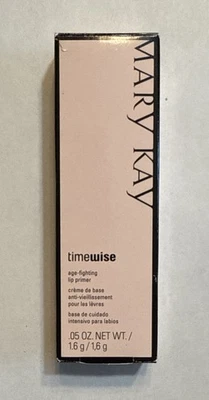 MARY KAY
timewise
age-fighting
lip primer
crème de base
anti-vieillissement
pour les lèvres
base de cuidado
intensivo para labios
.05 OZ. NET WT. /
1.6 g / 1,6 g